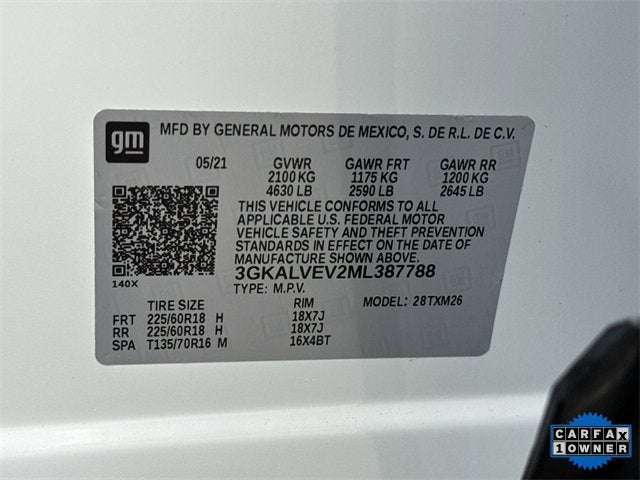 gm
MFD BY GENERAL MOTORS DE MEXICO, S. DE R.L. DE C.V.
05/21 GVWR GAWR FRT GAWR RR
2100 KG 1175 KG 1200 KG
4630 LB 2590 LB 2645 LB
THIS VEHICLE CONFORMS TO ALL
APPLICABLE U.S. FEDERAL MOTOR
VEHICLE SAFETY AND THEFT PREVENTION
STANDARDS IN EFFECT ON THE DATE OF
MANUFACTURE SHOWN ABOVE.
3GKALVEV2ML387788
140X
TYPE: M.P.V.
TIRE SIZE RIM MODEL: 28TXM26
FRT 225/60R18 H 18X7J
RR 225/60R18 H 18X7J
SPA T135/70R16 M 16X4BT
CARFAX
1 OWNER